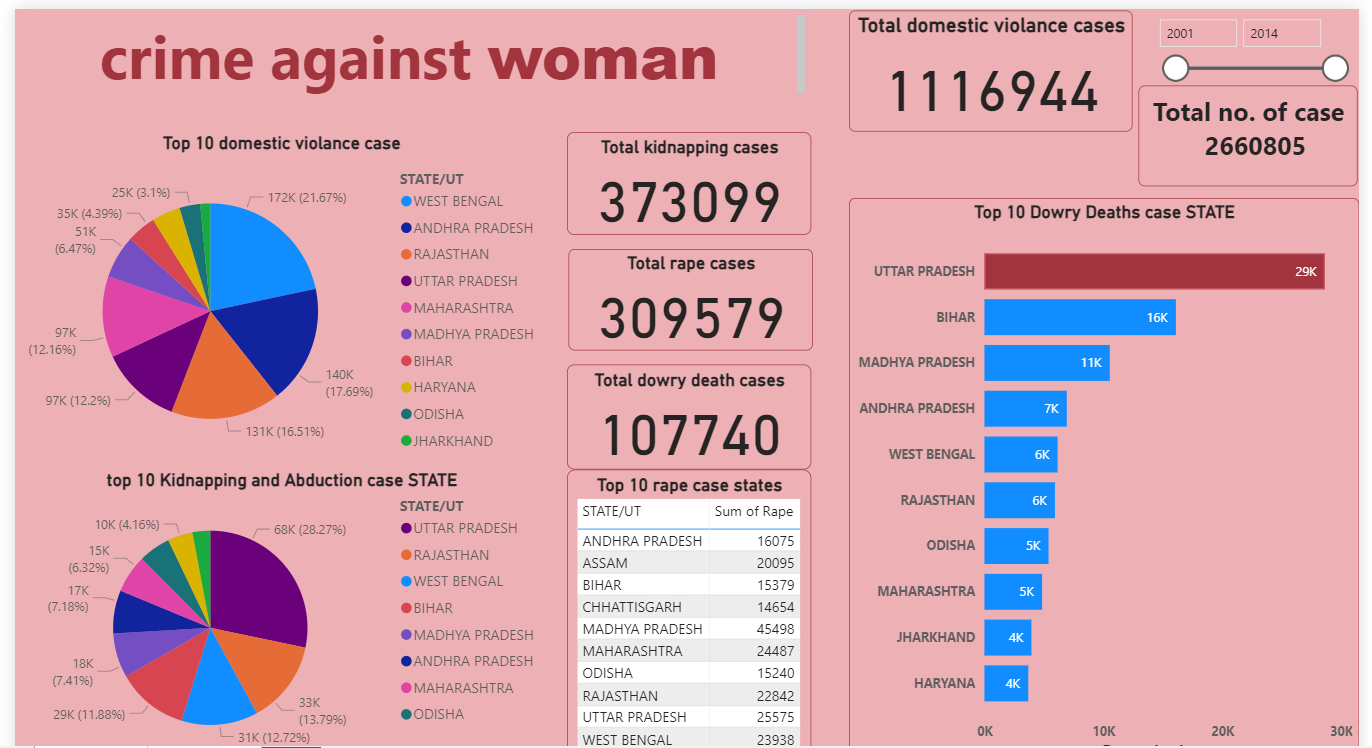 crime against woman
Total domestic violance cases
1116944
2001
2014
Total no. of case
2660805
Top 10 domestic violance case
25K (3.1%)
172K (21.67%)
35K (4.39%)
51K
(6.47%)
97K
(12.16%)
97K (12.2%)
131K (16.51%)
140K
(17.69%)
STATE/UT
WEST BENGAL
ANDHRA PRADESH
RAJASTHAN
UTTAR PRADESH
MAHARASHTRA
MADHYA PRADESH
BIHAR
HARYANA
ODISHA
JHARKHAND
Total kidnapping cases
373099
Total rape cases
309579
Total dowry death cases
107740
Top 10 Dowry Deaths case STATE
UTTAR PRADESH 29K
BIHAR 16K
MADHYA PRADESH 11K
ANDHRA PRADESH 7K
WEST BENGAL 6K
RAJASTHAN 6K
ODISHA 5K
MAHARASHTRA 5K
JHARKHAND 4K
HARYANA 4K
0K 10K 20K 30K
top 10 Kidnapping and Abduction case STATE
10K (4.16%)
68K (28.27%)
15K
(6.32%)
17K
(7.18%)
18K
(7.41%)
29K (11.88%)
31K (12.72%)
33K
(13.79%)
STATE/UT
UTTAR PRADESH
RAJASTHAN
WEST BENGAL
BIHAR
MADHYA PRADESH
ANDHRA PRADESH
MAHARASHTRA
ODISHA
Top 10 rape case states
STATE/UT Sum of Rape
ANDHRA PRADESH 16075
ASSAM 20095
BIHAR 15379
CHHATTISGARH 14654
MADHYA PRADESH 45498
MAHARASHTRA 24487
ODISHA 15240
RAJASTHAN 22842
UTTAR PRADESH 25575
WEST BENGAL 23938